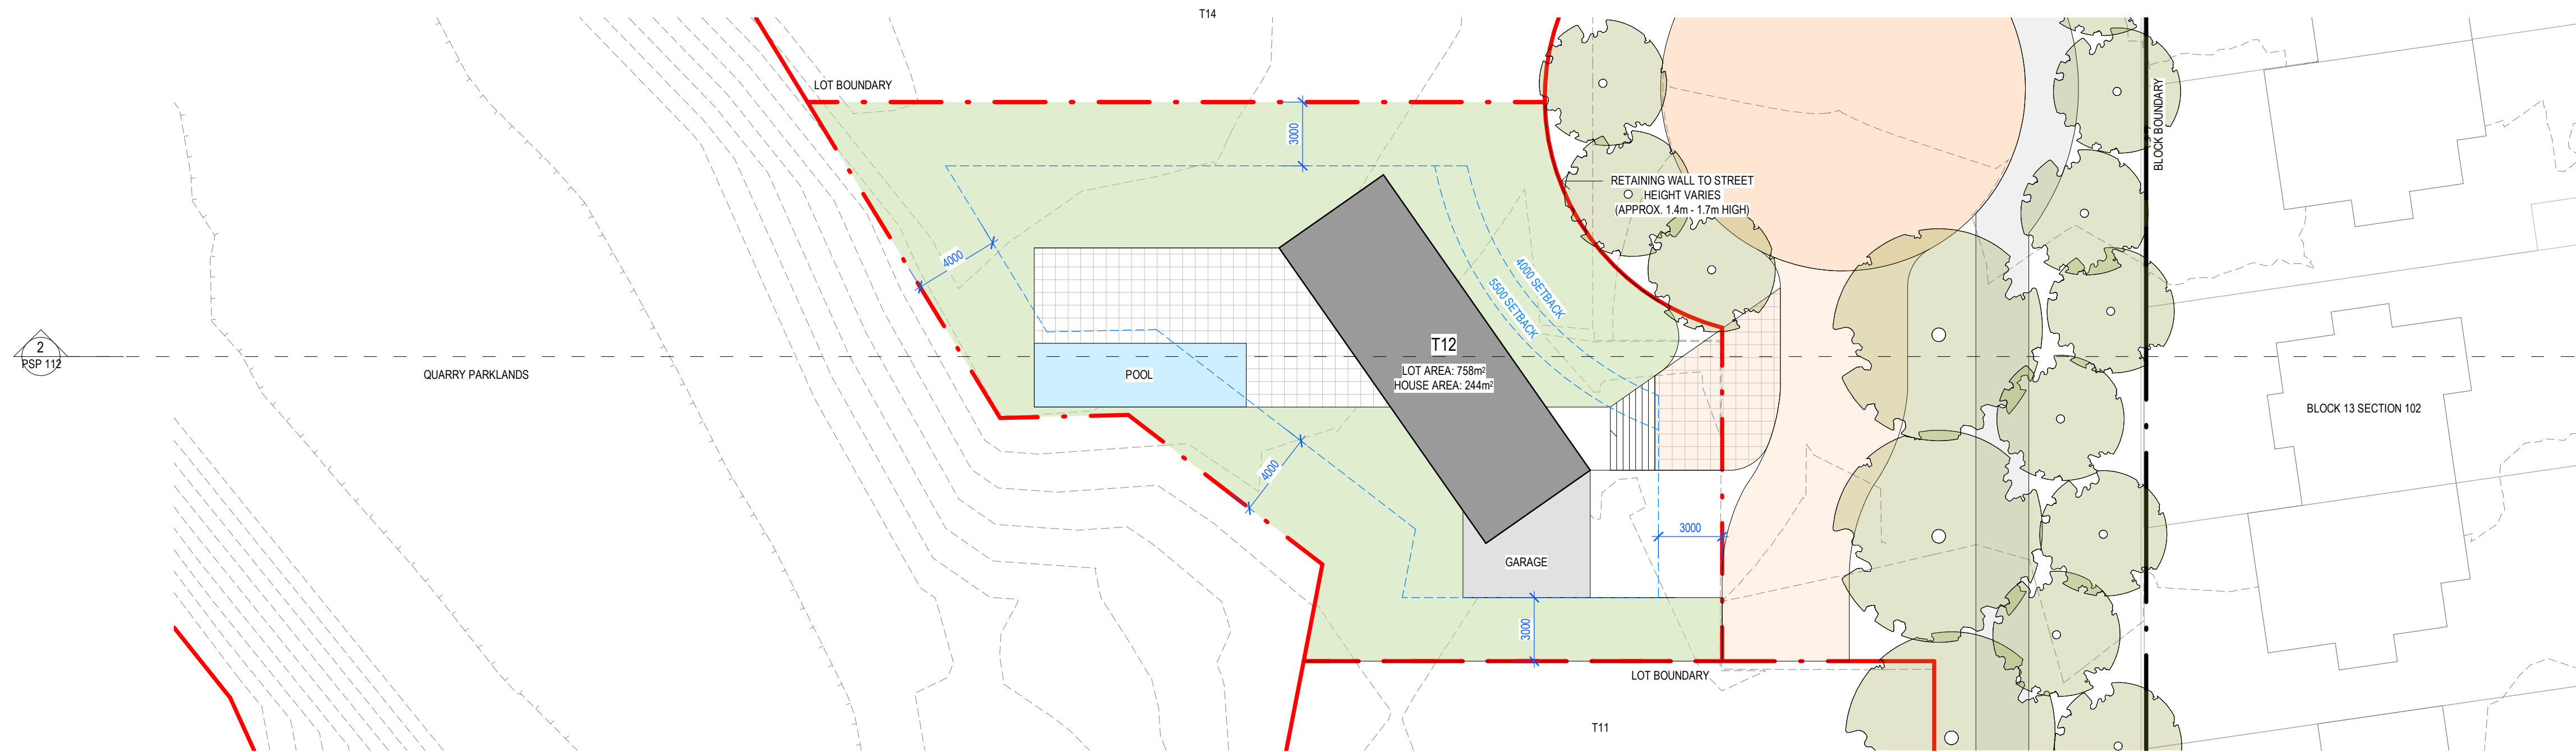 T14
LOT BOUNDARY
3000
BLOCK BOUNDARY
RETAINING WALL TO STREET
HEIGHT VARIES
(APPROX. 1.4m - 1.7m HIGH)
4000
4000 SETBACK
5500 SETBACK
2
PSP 112
QUARRY PARKLANDS
POOL
T12
LOT AREA: 758m²
HOUSE AREA: 244m²
BLOCK 13 SECTION 102
4000
3000
GARAGE
3000
LOT BOUNDARY
T11